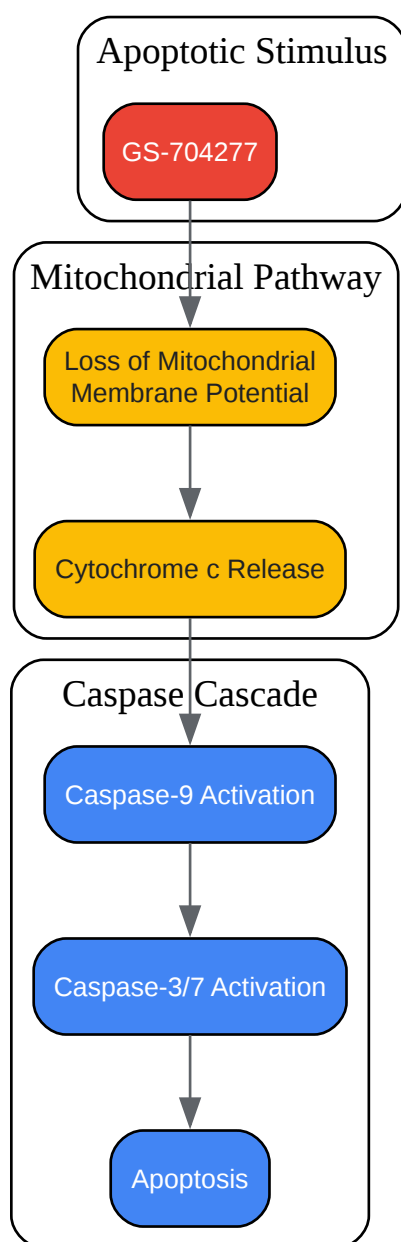 Apoptotic Stimulus
GS-704277
Mitochondrial Pathway
Loss of Mitochondrial
Membrane Potential
Cytochrome c Release
Caspase Cascade
Caspase-9 Activation
Caspase-3/7 Activation
Apoptosis